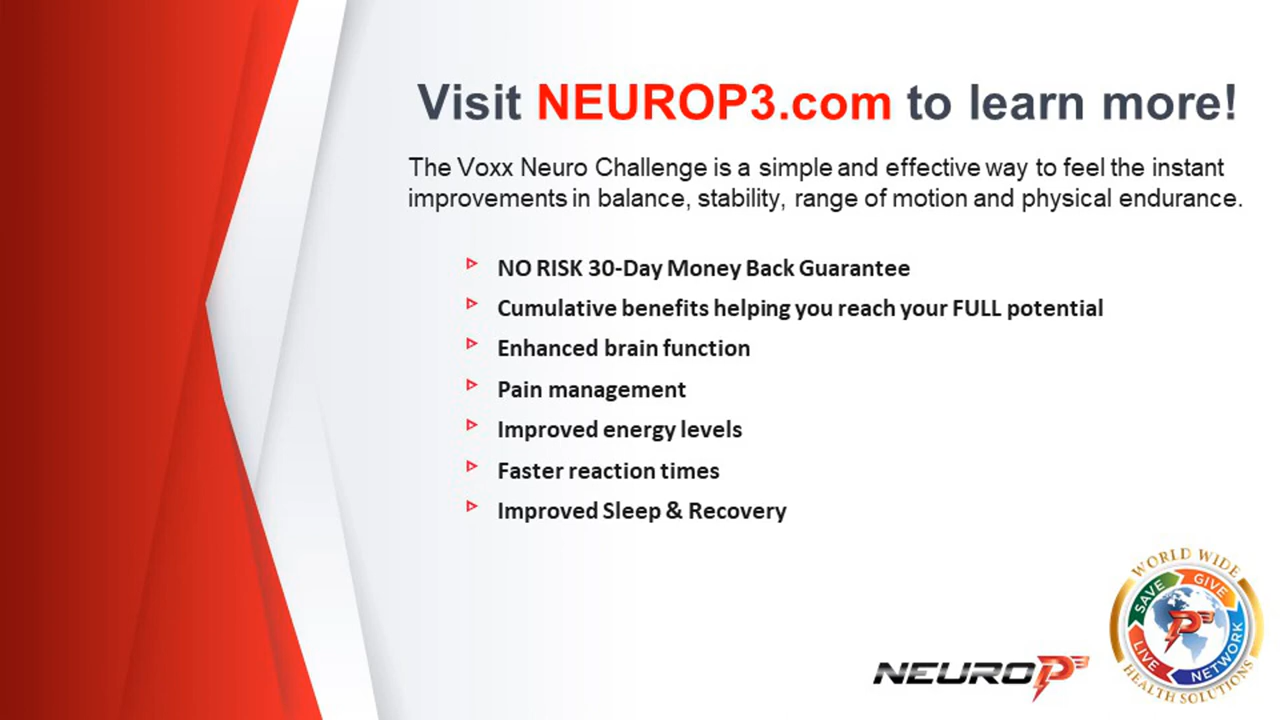 Visit NEUROP3.com to learn more!
The Voxx Neuro Challenge is a simple and effective way to feel the instant
improvements in balance, stability, range of motion and physical endurance.
NO RISK 30-Day Money Back Guarantee
Cumulative benefits helping you reach your FULL potential
Enhanced brain function
Pain management
Improved energy levels
Faster reaction times
Improved Sleep & Recovery
NEUROP3
WORLD WIDE
SAVE GIVE
LIVE NETWORK
P3
HEALTH SOLUTIONS